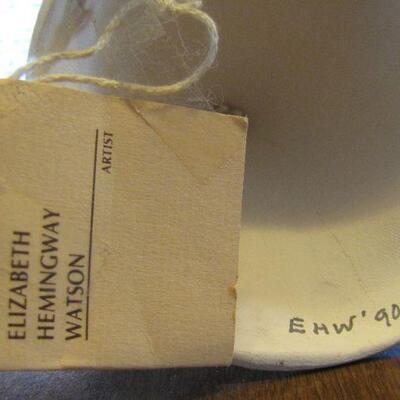 ELIZABETH
HEMINGWAY
WATSON
ARTIST
EHW '90